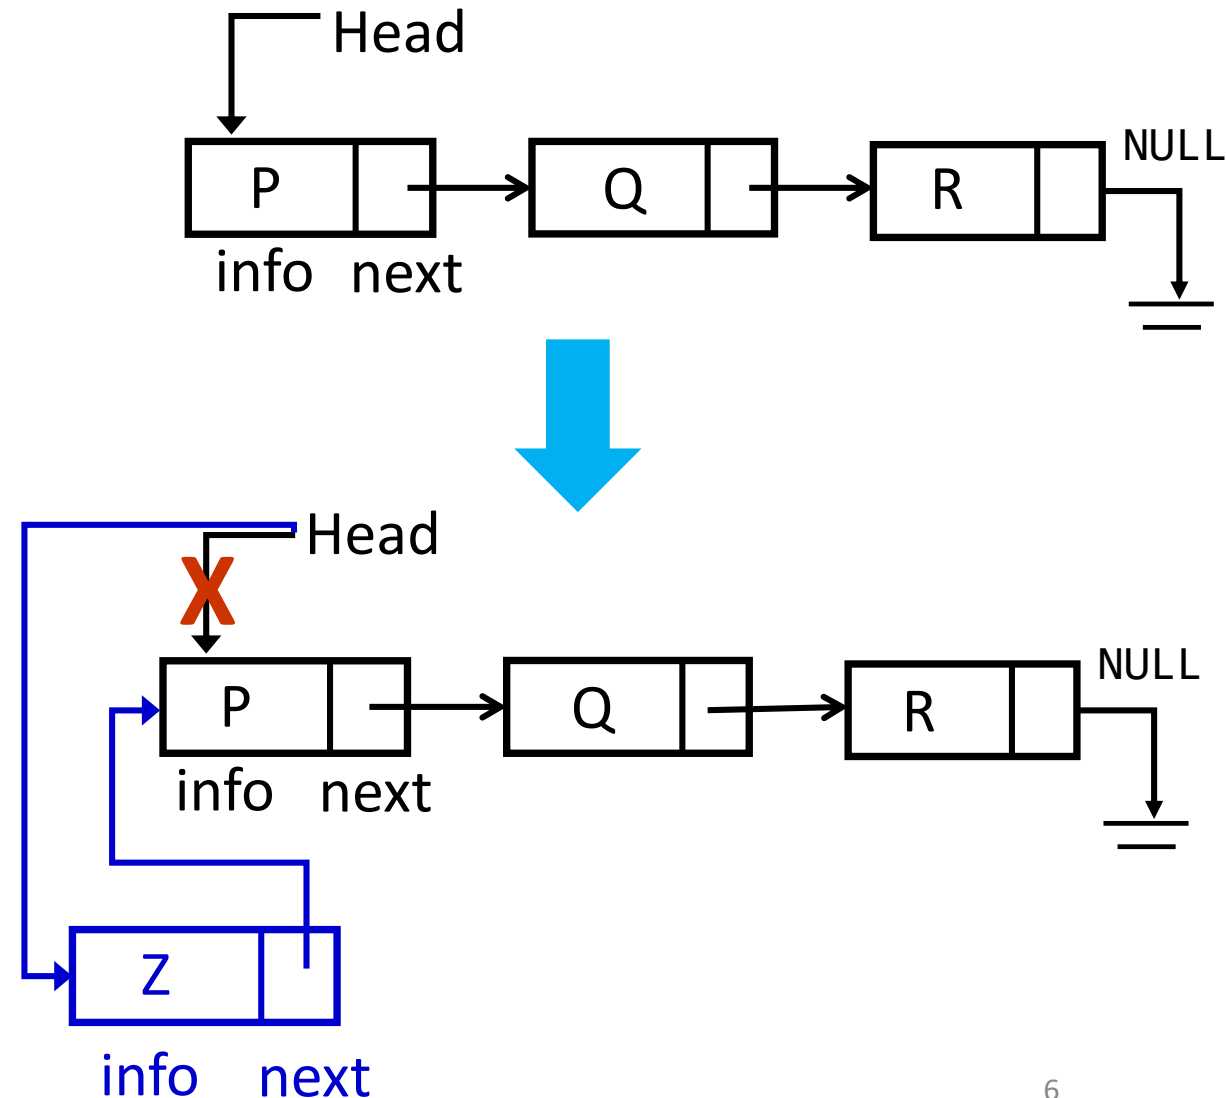 Head
NULL
P Q R
info next
Head
X
NULL
P Q R
info next
Z
info next
6